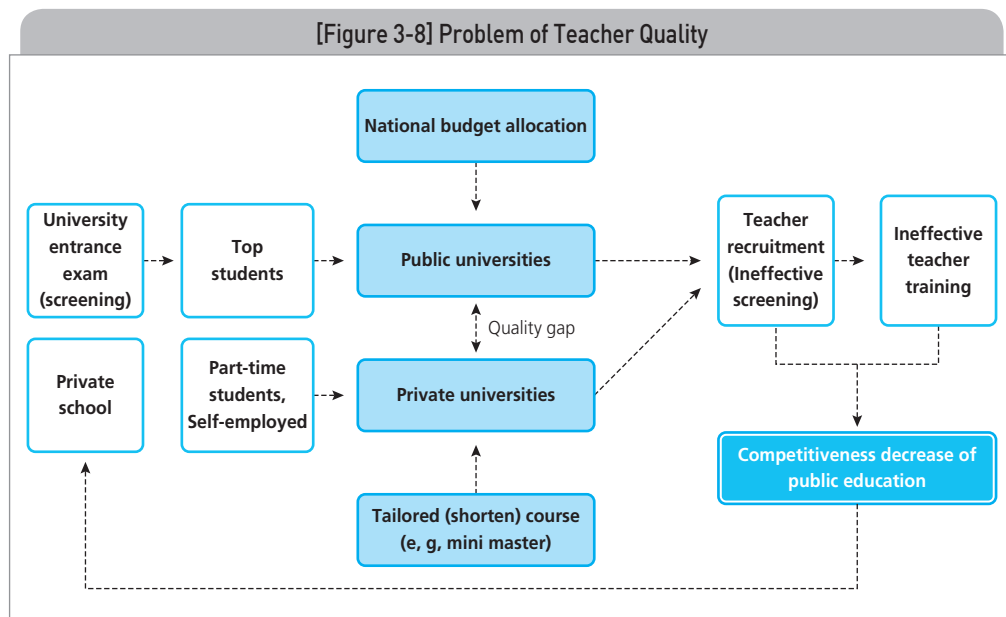 [Figure 3-8] Problem of Teacher Quality
National budget allocation
University
entrance
exam
(screening)
Top
students
Public universities
Teacher
recruitment
(Ineffective
screening)
Ineffective
teacher
training
Quality gap
Private
school
Part-time
students,
Self-employed
Private universities
Competitiveness decrease of
public education
Tailored (shorten) course
(e, g, mini master)